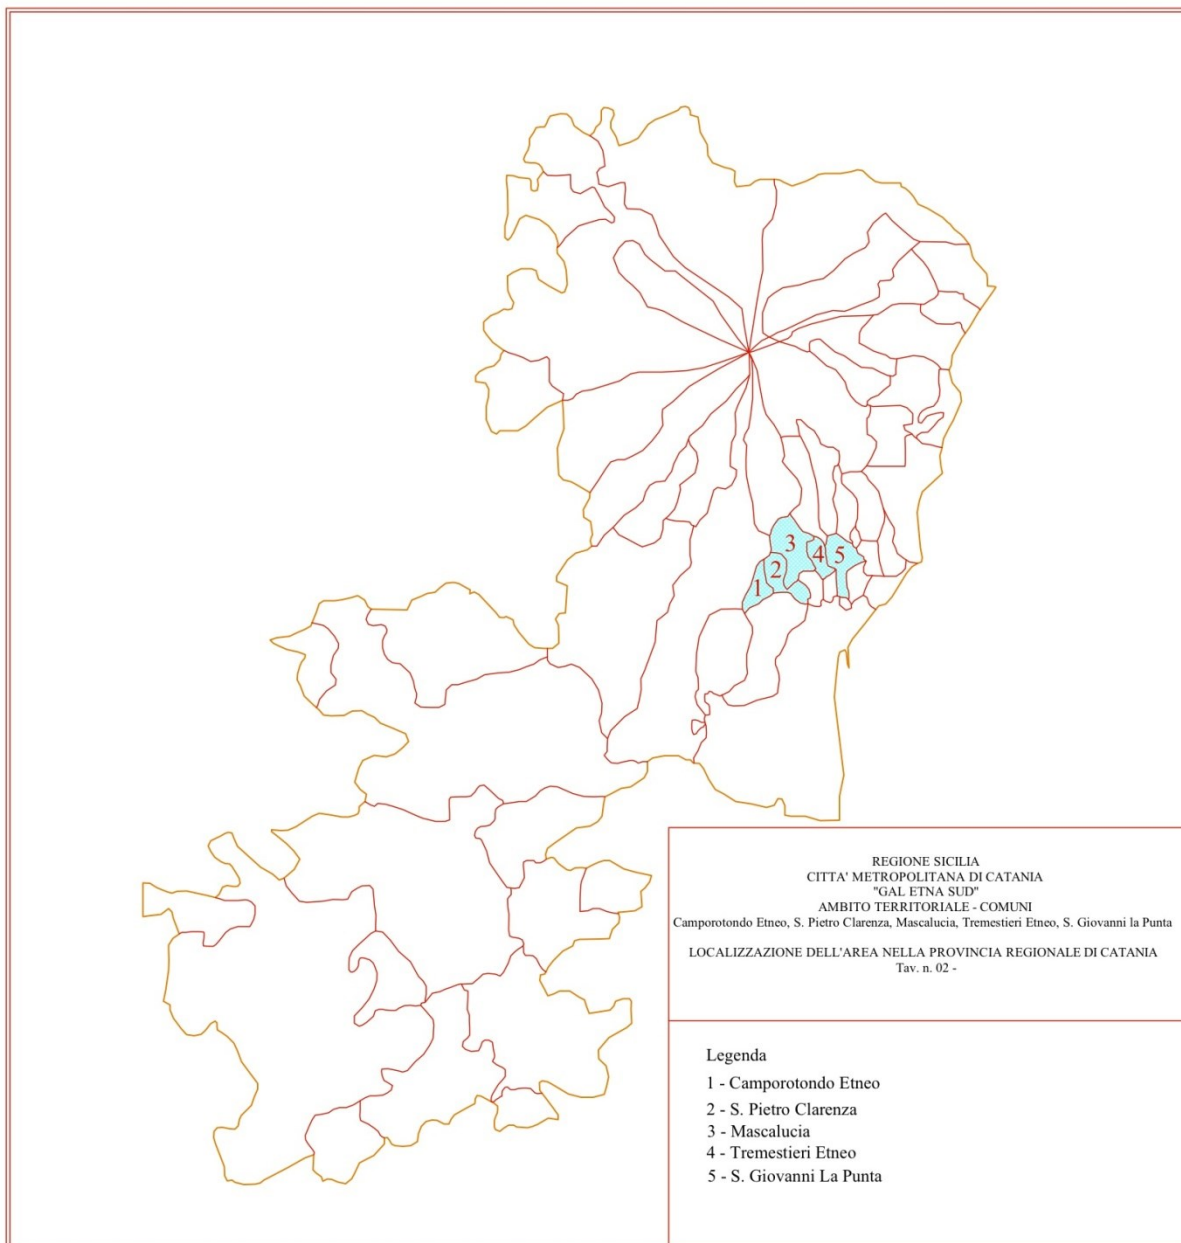 3
4
5
2
1
REGIONE SICILIA
CITTA' METROPOLITANA DI CATANIA
"GAL ETNA SUD"
AMBITO TERRITORIALE - COMUNI
Camporotondo Etneo, S. Pietro Clarenza, Mascalucia, Tremestieri Etneo, S. Giovanni la Punta
LOCALIZZAZIONE DELL'AREA NELLA PROVINCIA REGIONALE DI CATANIA
Tav. n. 02 -
Legenda
1 - Camporotondo Etneo
2 - S. Pietro Clarenza
3 - Mascalucia
4 - Tremestieri Etneo
5 - S. Giovanni La Punta